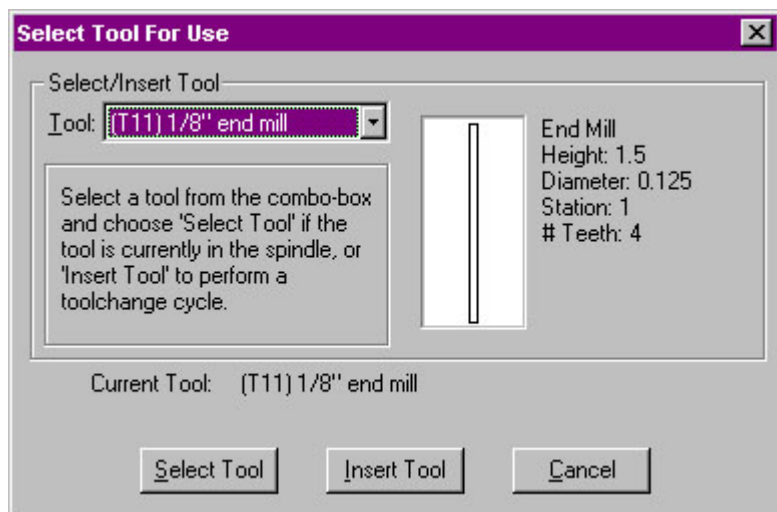 Select Tool For Use
Select/Insert Tool
Tool: (T11) 1/8" end mill
Select a tool from the combo-box
and choose 'Select Tool' if the
tool is currently in the spindle, or
'Insert Tool' to perform a
toolchange cycle.
End Mill
Height: 1.5
Diameter: 0.125
Station: 1
# Teeth: 4
Current Tool: (T11) 1/8" end mill
Select Tool Insert Tool Cancel